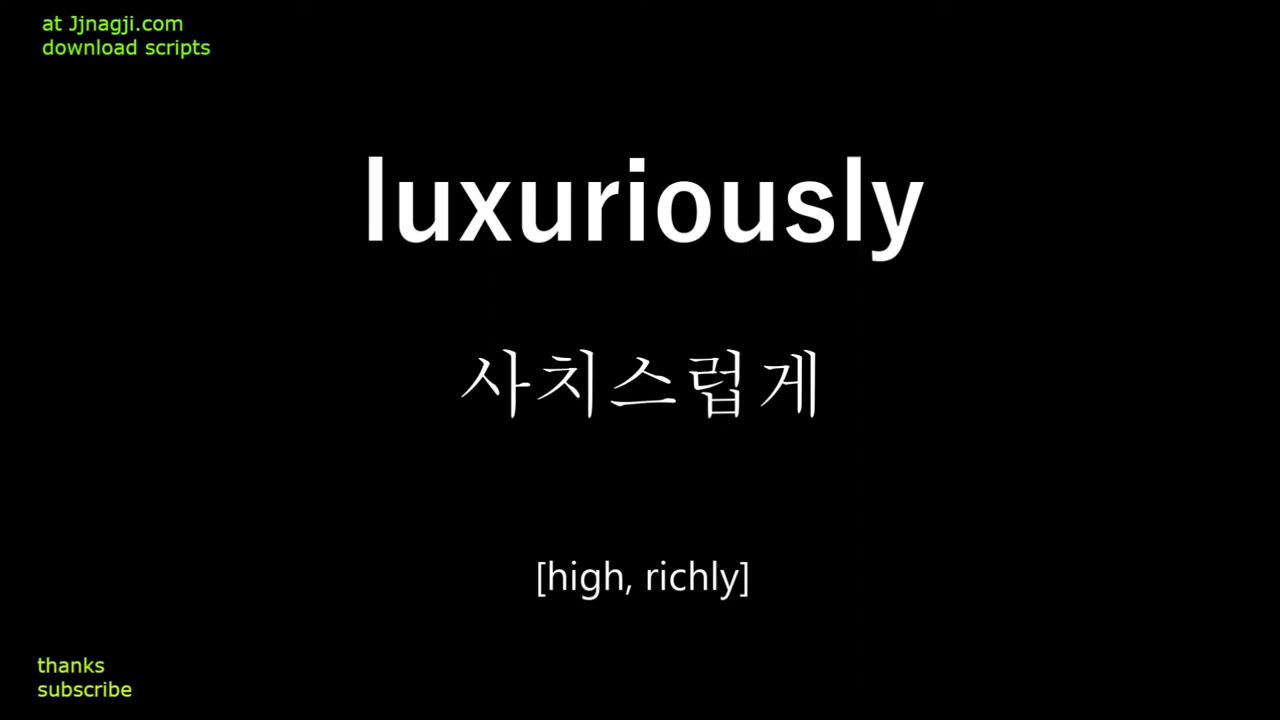 at Jjnagji.com
download scripts
luxuriously
사치스럽게
[high, richly]
thanks
subscribe